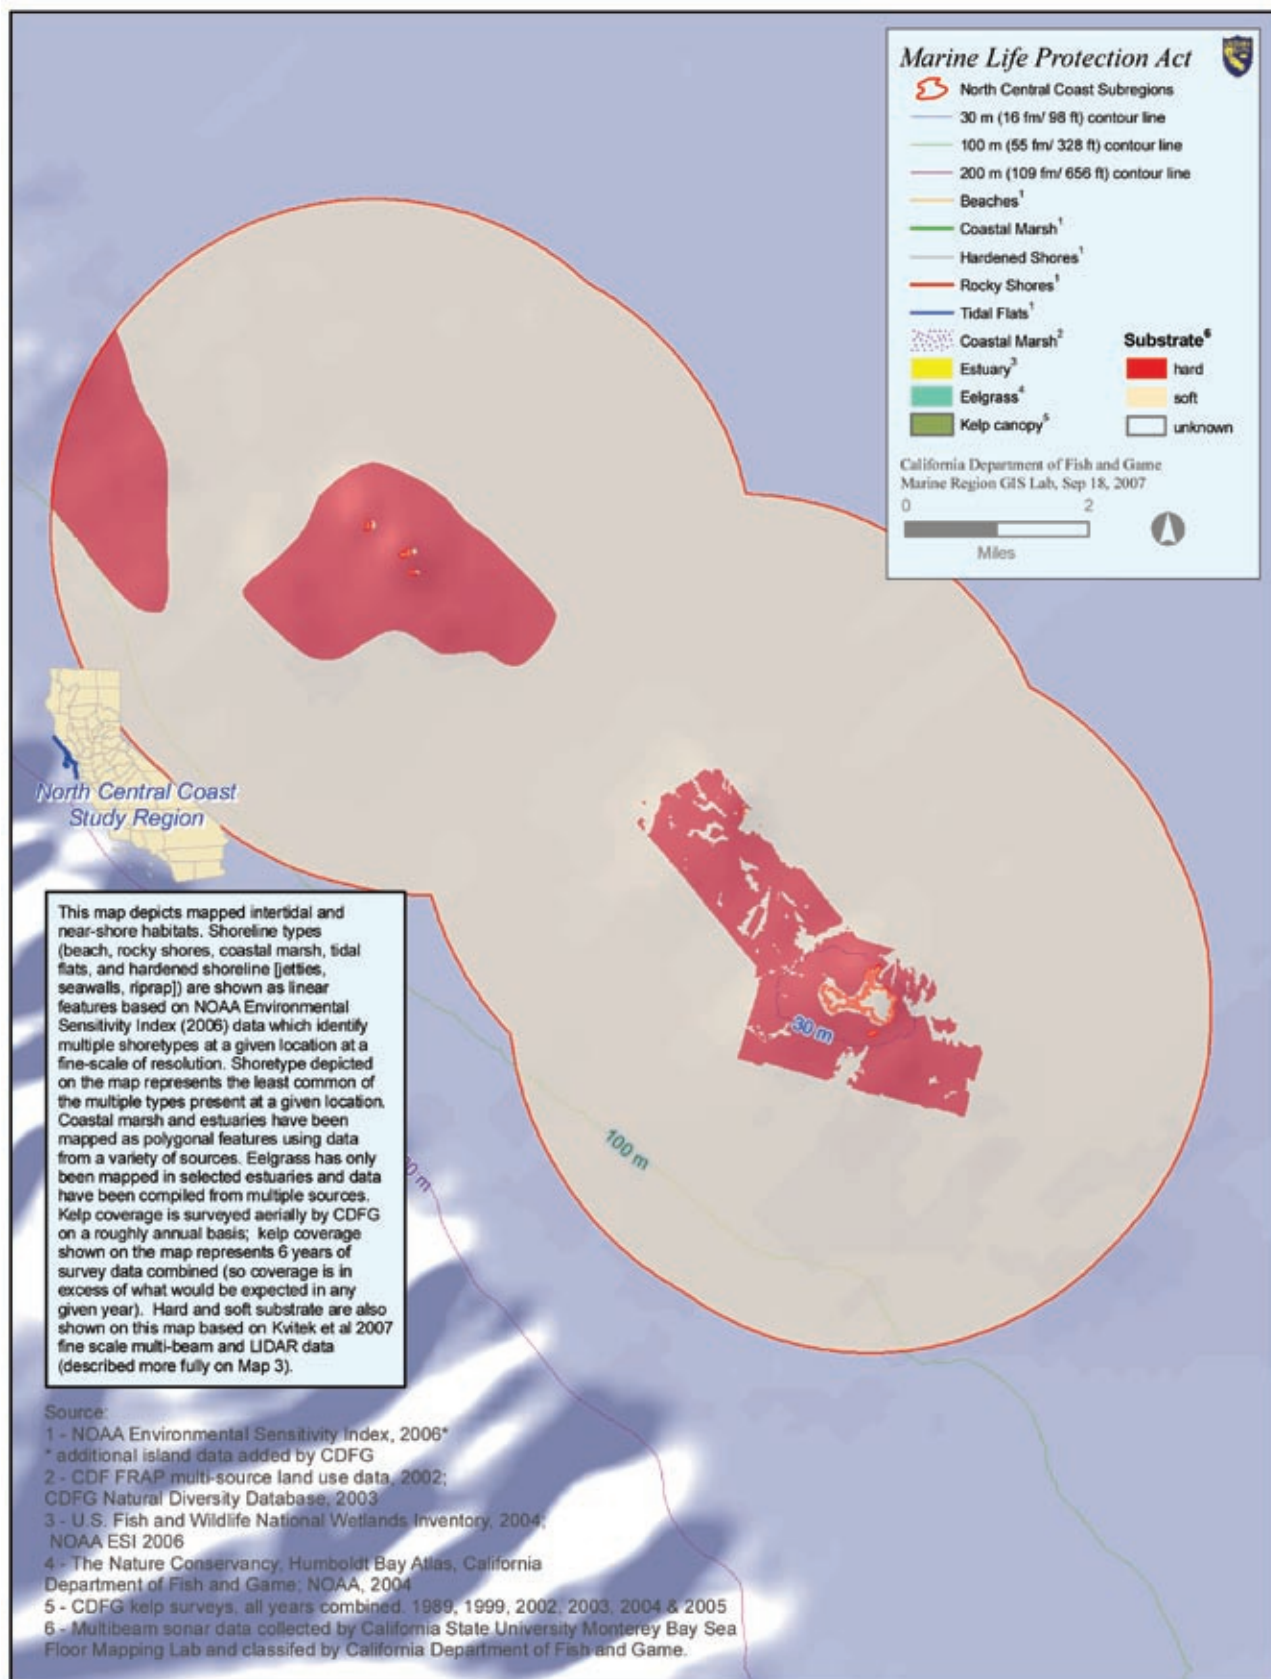 Marine Life Protection Act
North Central Coast Subregions
30 m (16 fm/ 98 ft) contour line
100 m (55 fm/ 328 ft) contour line
200 m (109 fm/ 656 ft) contour line
Beaches1
Coastal Marsh1
Hardened Shores1
Rocky Shores1
Tidal Flats1
Coastal Marsh2
Estuary3
Eelgrass4
Kelp canopy5
Substrate6
hard
soft
unknown
California Department of Fish and Game
Marine Region GIS Lab, Sep 18, 2007
0 2
Miles
North Central Coast
Study Region
30 m
100 m
This map depicts mapped intertidal and
near-shore habitats. Shoreline types
(beach, rocky shores, coastal marsh, tidal
flats, and hardened shoreline [jetties,
seawalls, riprap]) are shown as linear
features based on NOAA Environmental
Sensitivity Index (2006) data which identify
multiple shoretypes at a given location at a
fine-scale of resolution. Shoretype depicted
on the map represents the least common of
the multiple types present at a given location.
Coastal marsh and estuaries have been
mapped as polygonal features using data
from a variety of sources. Eelgrass has only
been mapped in selected estuaries and data
have been compiled from multiple sources.
Kelp coverage is surveyed aerially by CDFG
on a roughly annual basis; kelp coverage
shown on the map represents 6 years of
survey data combined (so coverage is in
excess of what would be expected in any
given year). Hard and soft substrate are also
shown on this map based on Kvitek et al 2007
fine scale multi-beam and LIDAR data
(described more fully on Map 3).
Source:
1 - NOAA Environmental Sensitivity Index, 2006*
* additional island data added by CDFG
2 - CDF FRAP multi-source land use data, 2002;
CDFG Natural Diversity Database, 2003
3 - U.S. Fish and Wildlife National Wetlands Inventory, 2004;
NOAA ESI 2006
4 - The Nature Conservancy, Humboldt Bay Atlas, California
Department of Fish and Game; NOAA, 2004
5 - CDFG kelp surveys, all years combined. 1989, 1999, 2002, 2003, 2004 & 2005
6 - Multibeam sonar data collected by California State University Monterey Bay Sea
Floor Mapping Lab and classifed by California Department of Fish and Game.